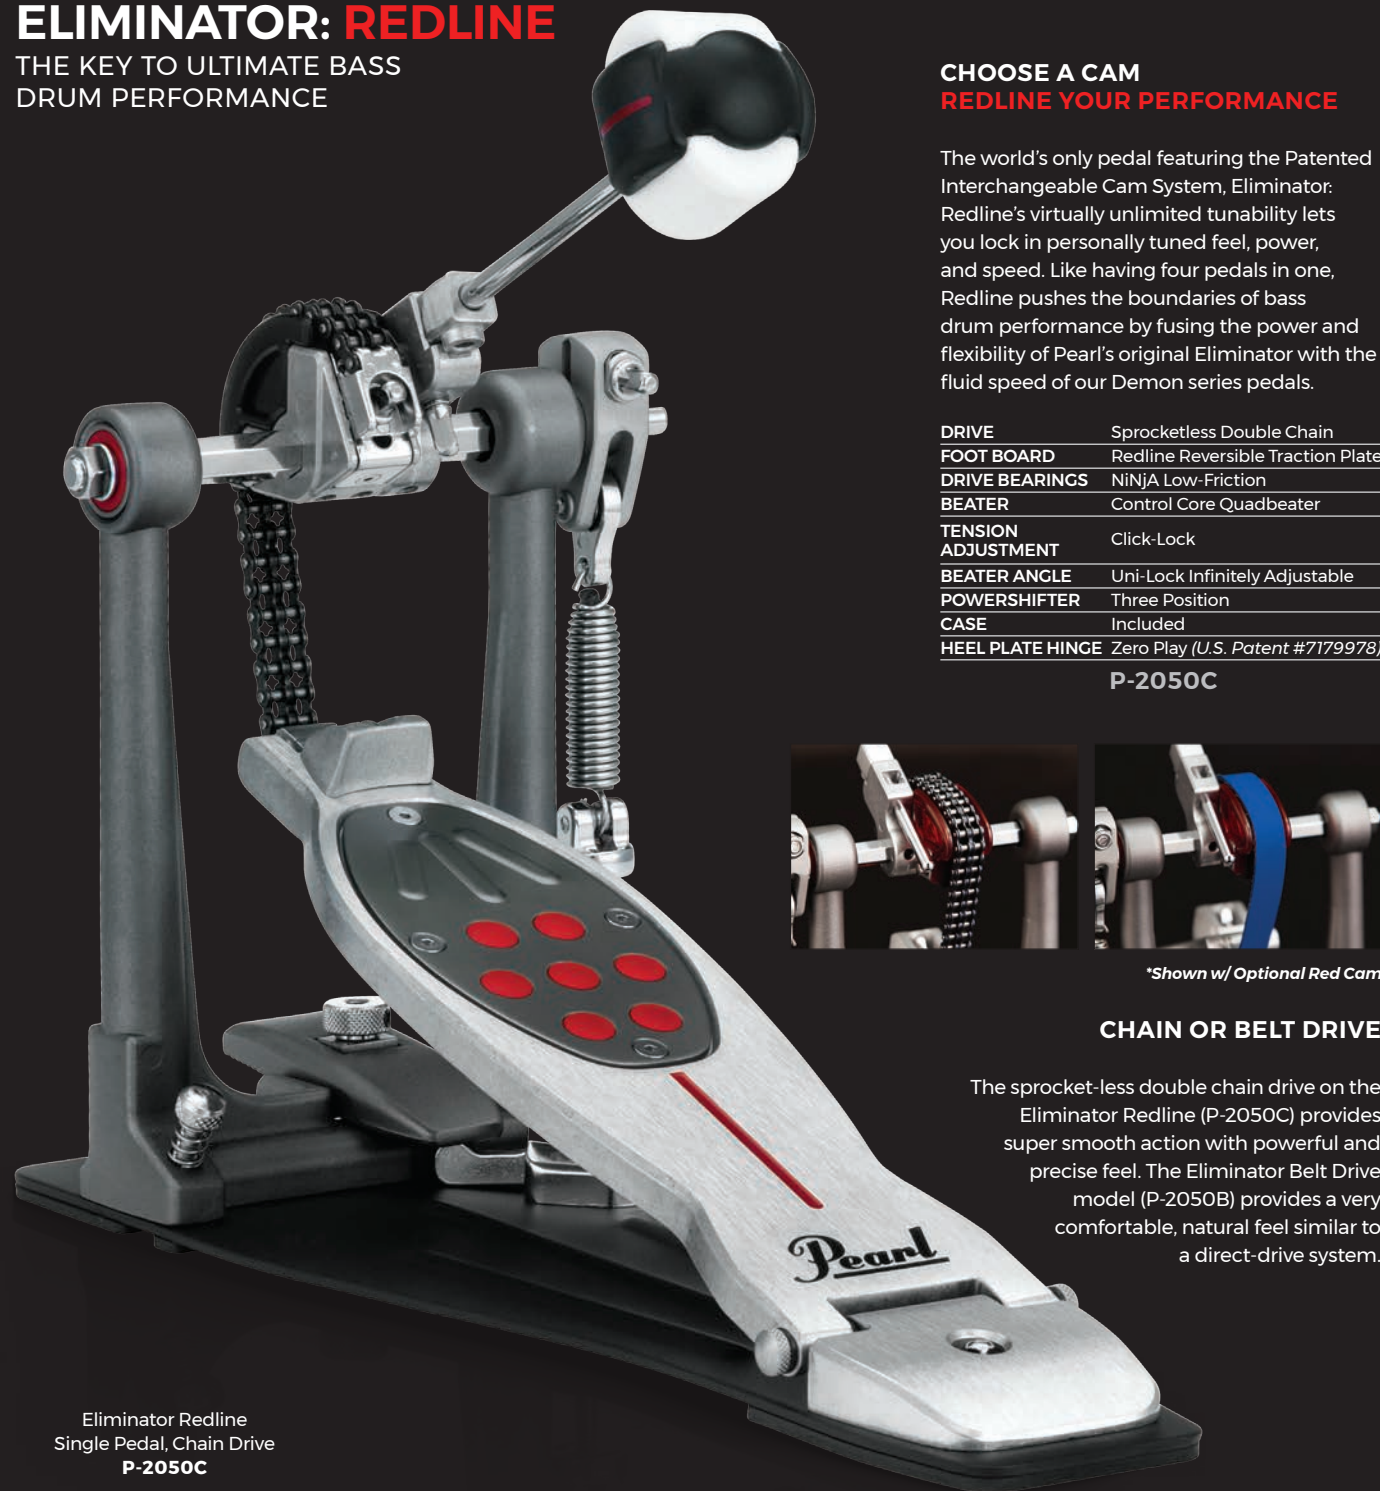 ELIMINATOR: REDLINE
THE KEY TO ULTIMATE BASS
DRUM PERFORMANCE
CHOOSE A CAM
REDLINE YOUR PERFORMANCE
The world's only pedal featuring the Patented
Interchangeable Cam System, Eliminator:
Redline's virtually unlimited tunability lets
you lock in personally tuned feel, power,
and speed. Like having four pedals in one,
Redline pushes the boundaries of bass
drum performance by fusing the power and
flexibility of Pearl's original Eliminator with the
fluid speed of our Demon series pedals.
DRIVE Sprocketless Double Chain
FOOT BOARD Redline Reversible Traction Plate
DRIVE BEARINGS NiNjA Low-Friction
BEATER Control Core Quadbeater
TENSION
ADJUSTMENT Click-Lock
BEATER ANGLE Uni-Lock Infinitely Adjustable
POWERSHIFTER Three Position
CASE Included
HEEL PLATE HINGE Zero Play (U.S. Patent #7179978)
P-2050C
*Shown w/ Optional Red Cam
CHAIN OR BELT DRIVE
The sprocket-less double chain drive on the
Eliminator Redline (P-2050C) provides
super smooth action with powerful and
precise feel. The Eliminator Belt Drive
model (P-2050B) provides a very
comfortable, natural feel similar to
a direct-drive system.
Pearl
Eliminator Redline
Single Pedal, Chain Drive
P-2050C